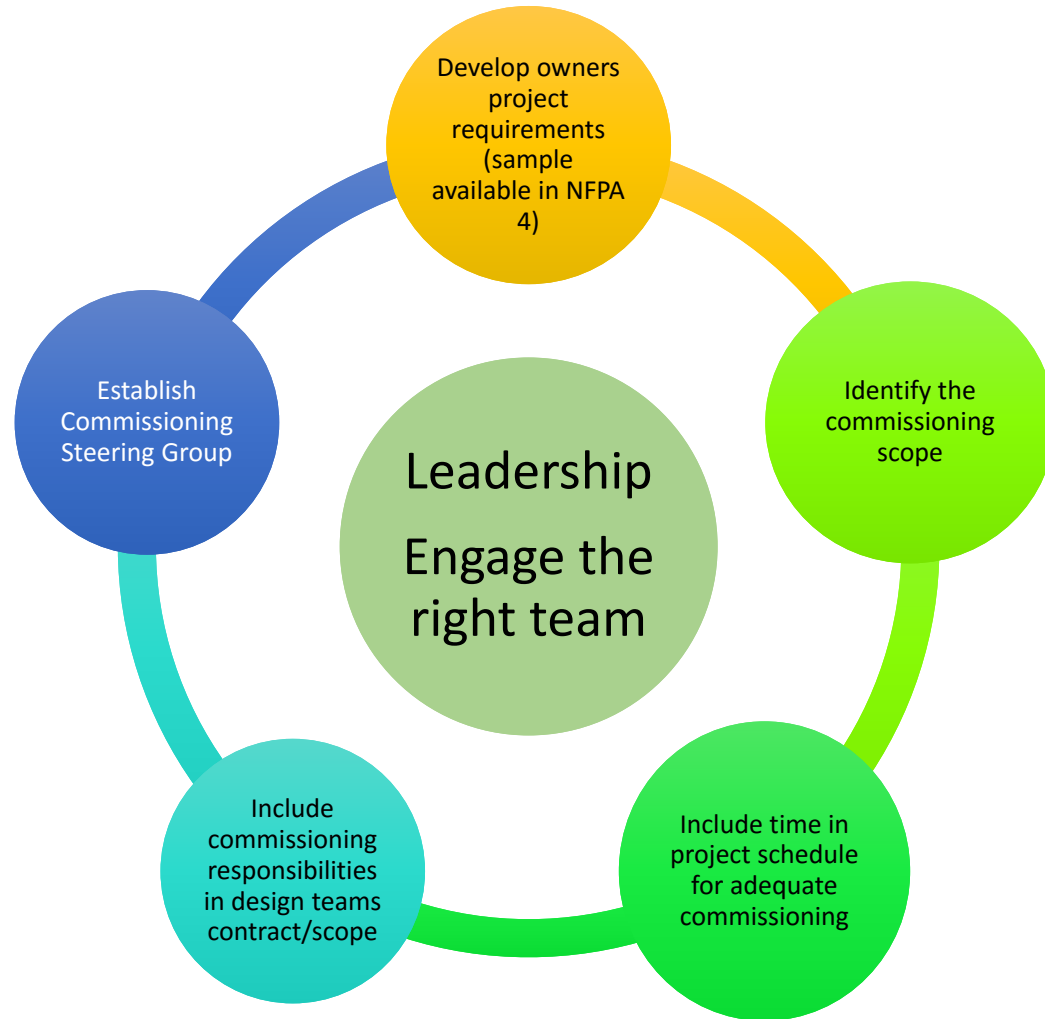 Develop owners
project
requirements
(sample
available in NFPA
4)
Identify the
commissioning
scope
Include time in
project schedule
for adequate
commissioning
Include
commissioning
responsibilities
in design teams
contract/scope
Establish
Commissioning
Steering Group
Leadership
Engage the
right team